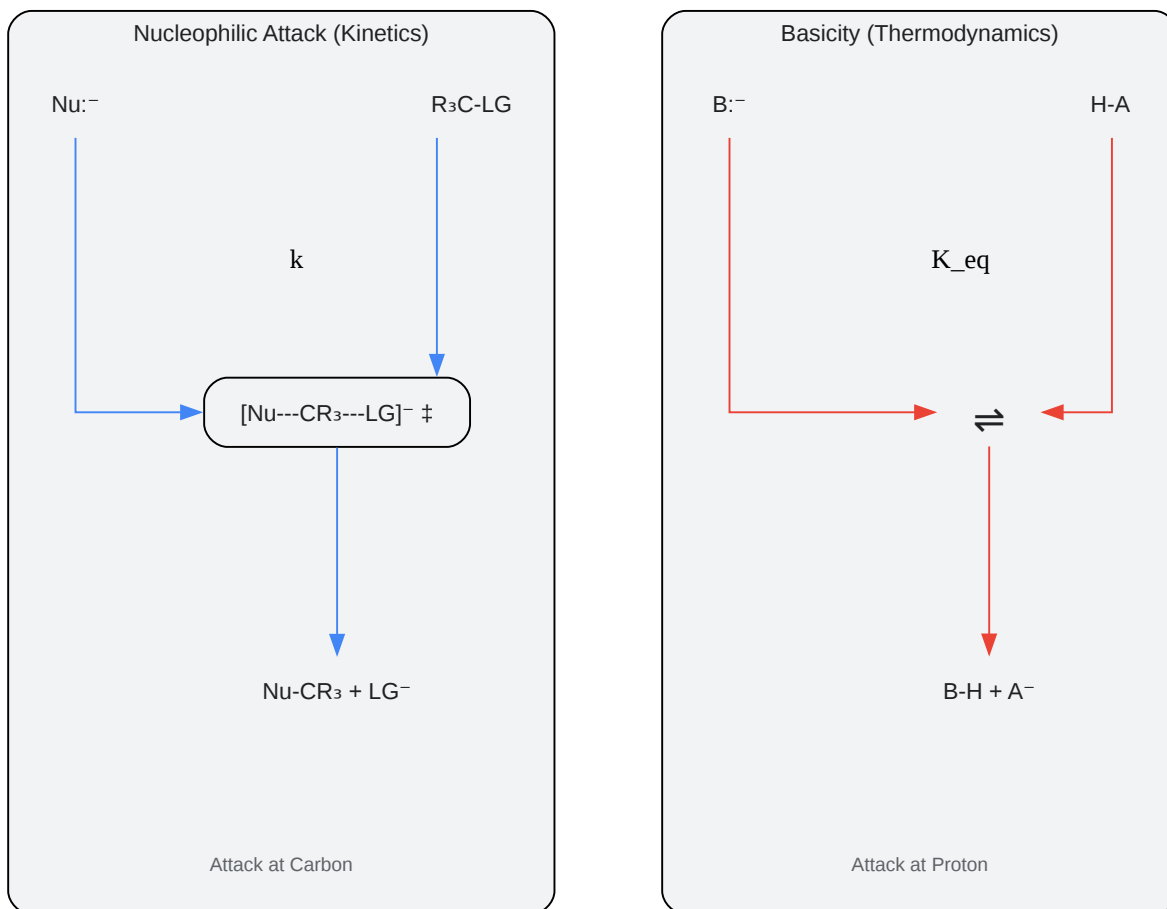 Nucleophilic Attack (Kinetics)
Nu:⁻
R₃C-LG
k
[Nu---CR₃---LG]⁻ ‡
Nu-CR₃ + LG⁻
Attack at Carbon
Basicity (Thermodynamics)
B:⁻
H-A
K_eq
⇌
B-H + A⁻
Attack at Proton